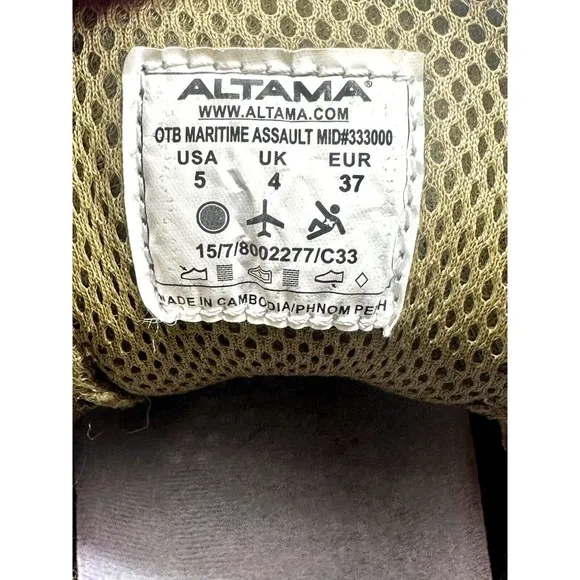 ALTAMA®
WWW.ALTAMA.COM
OTB MARITIME ASSAULT MID#333000
USA UK EUR
5 4 37
15/7/8002277/C33
MADE IN CAMBODIA/PHNOM PEH